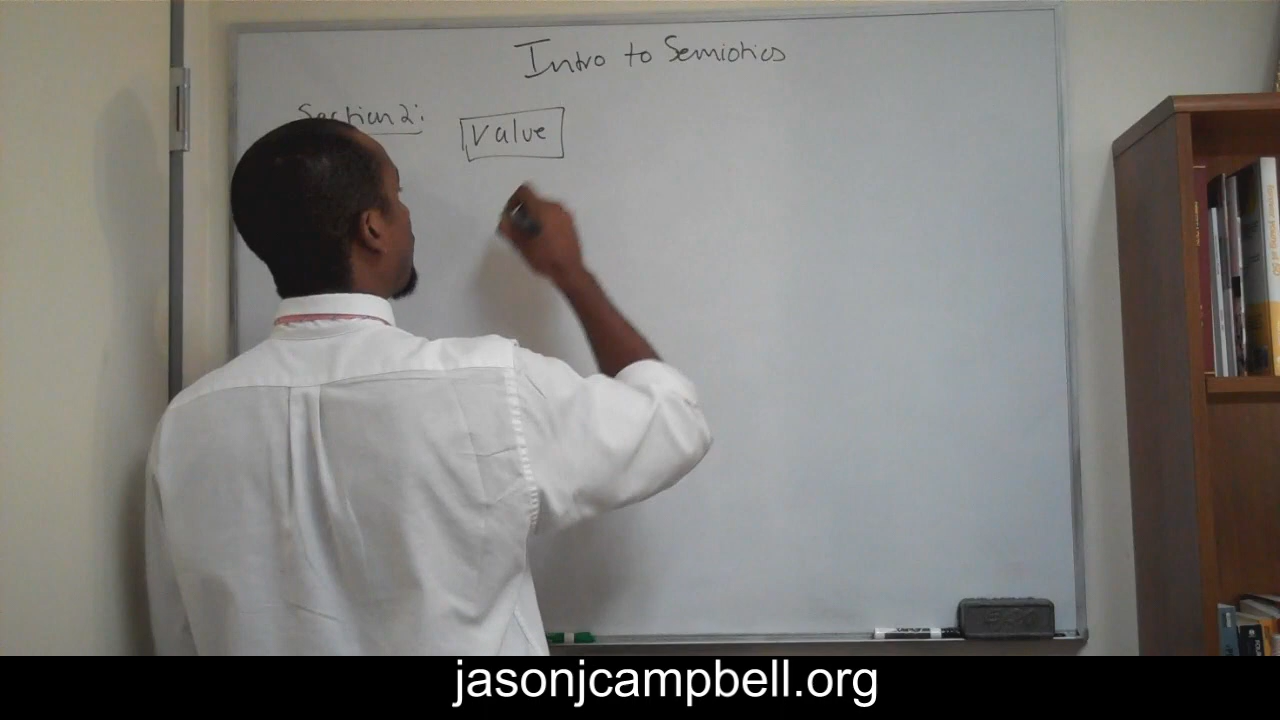 Intro to Semiotics
Section 2:
Value
jasonjcampbell.org